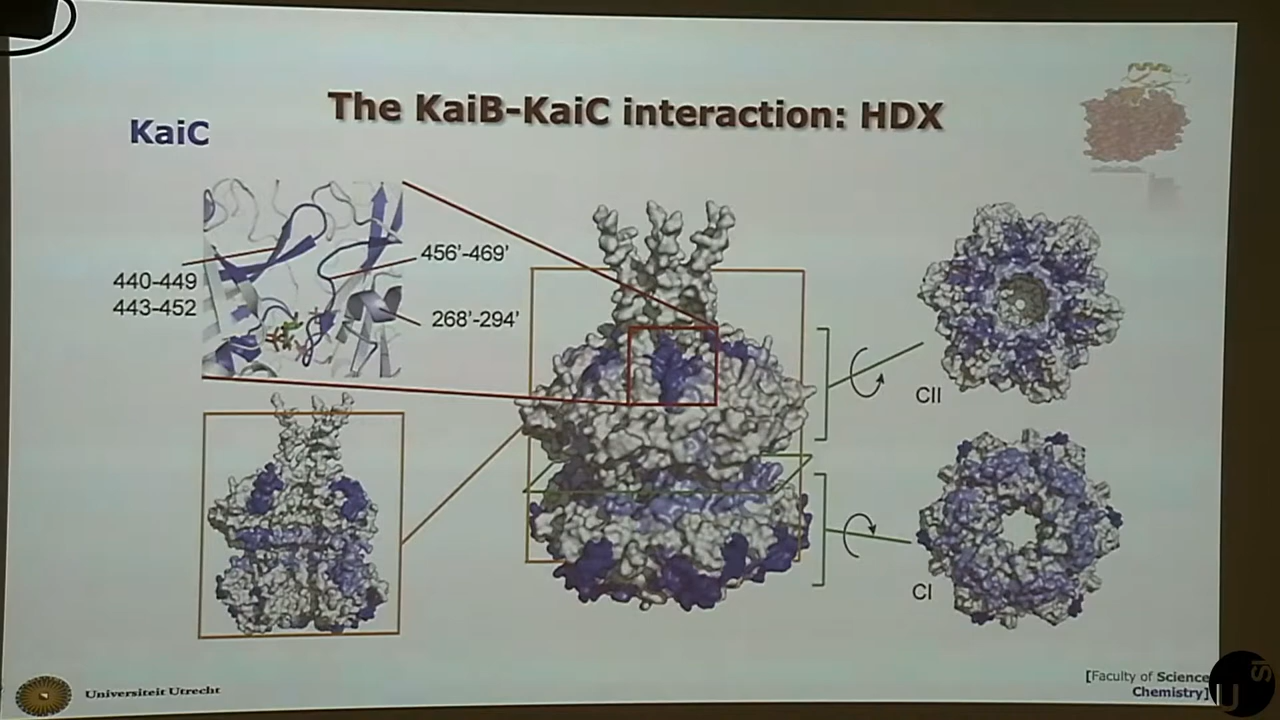 The KaiB-KaiC interaction: HDX
KaiC
456’-469’
440-449
443-452
268’-294’
CII
CI
Universiteit Utrecht
[Faculty of Science
Chemistry]
U
SI